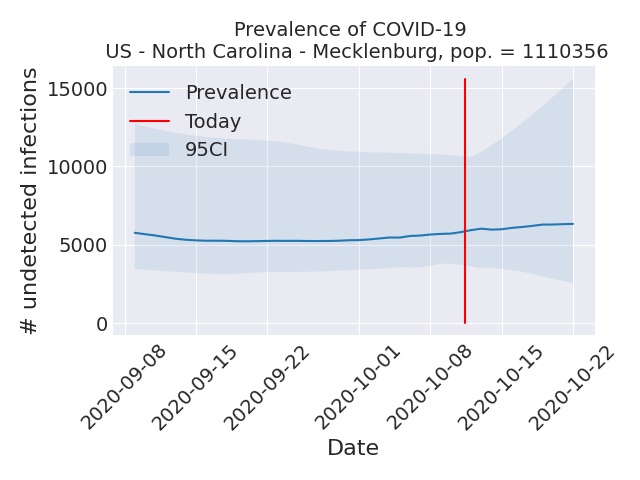 Prevalence of COVID-19
US - North Carolina - Mecklenburg, pop. = 1110356
# undetected infections
15000
10000
5000
0
Prevalence
Today
95CI
2020-09-08
2020-09-15
2020-09-22
2020-10-01
2020-10-08
2020-10-15
2020-10-22
Date